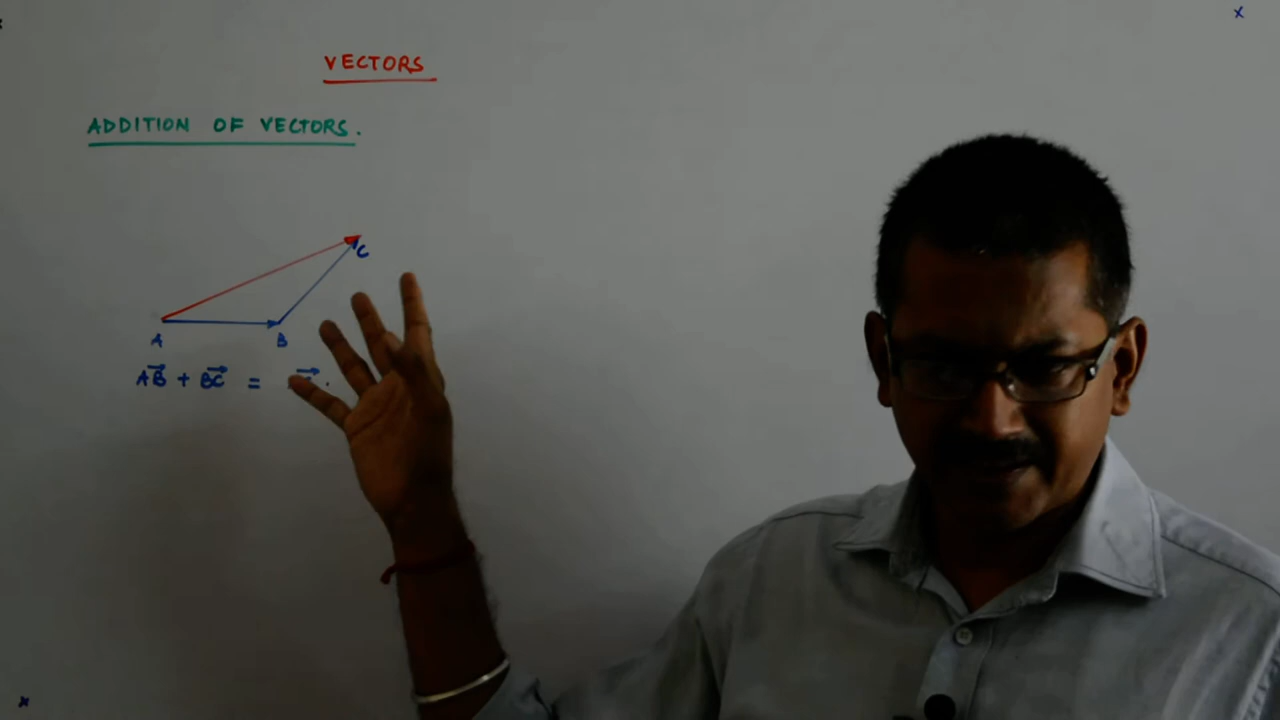 VECTORS
ADDITION OF VECTORS.
C
A B
AB⃗ + BC⃗ =